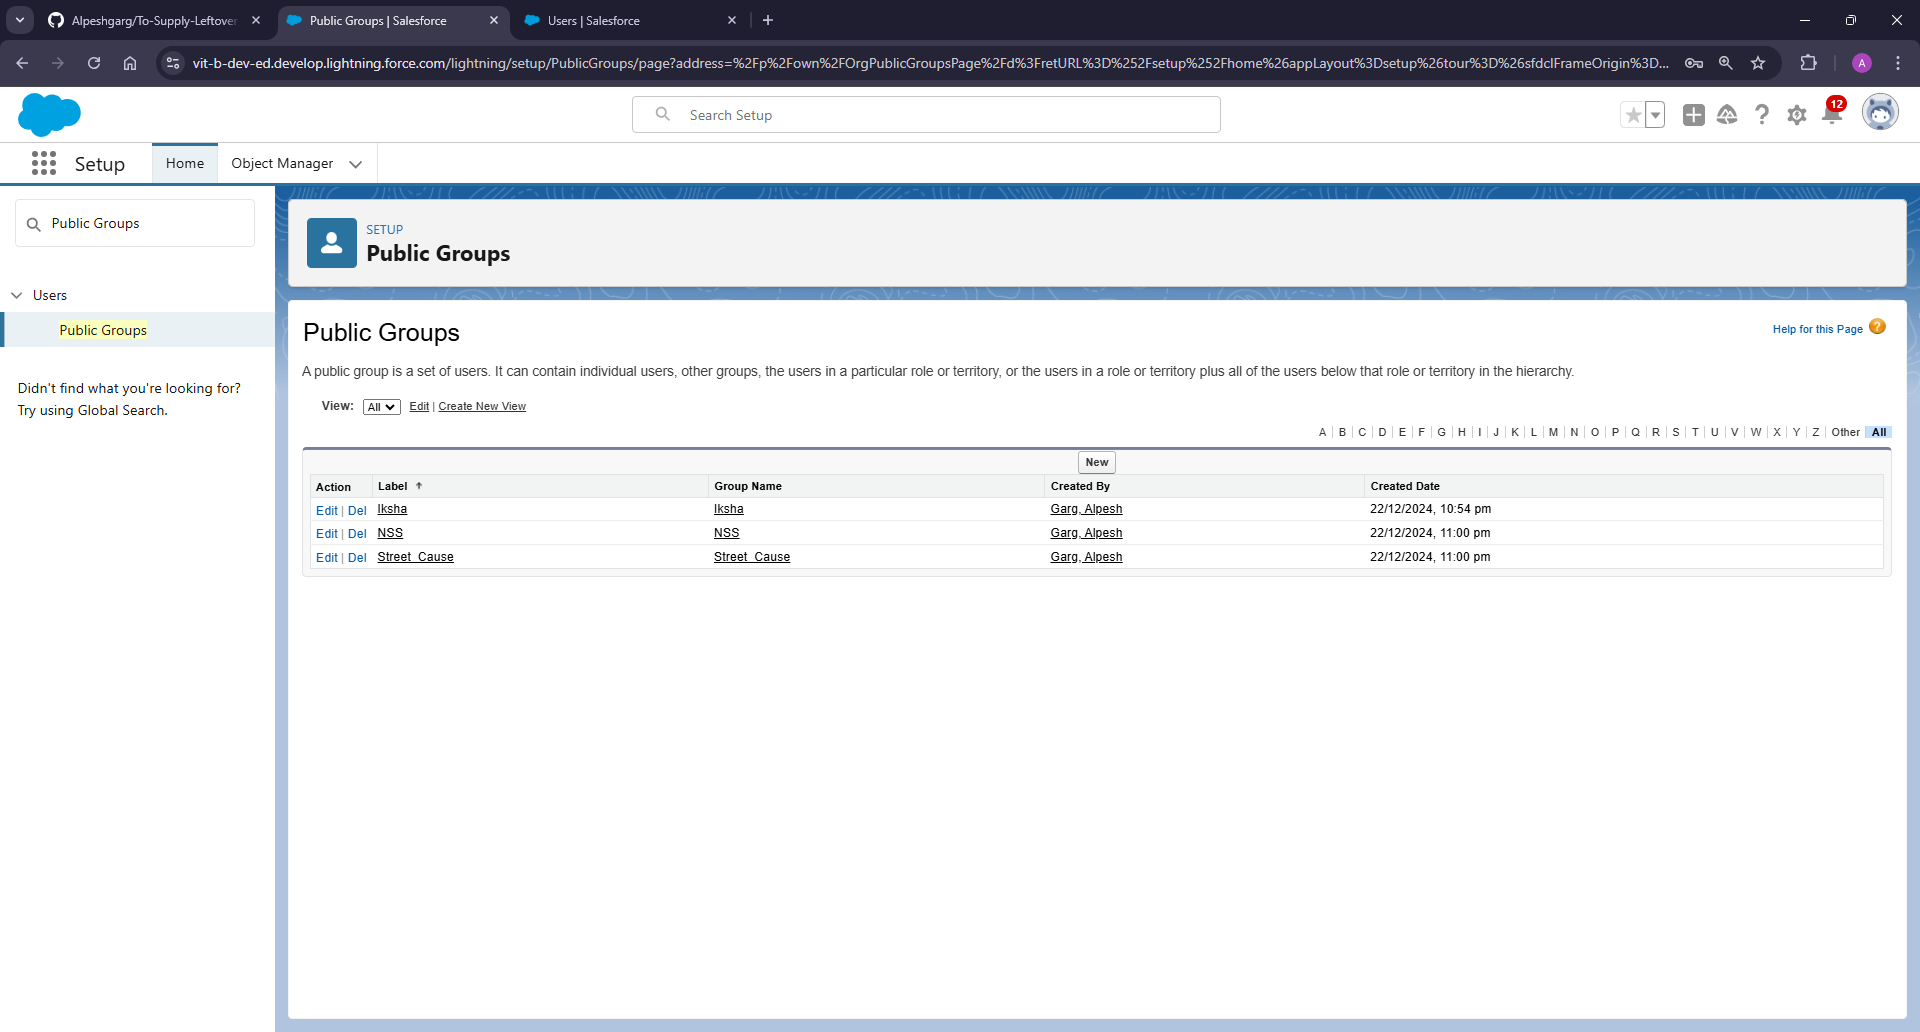 Alpeshgarg/To-Supply-Leftover
Public Groups | Salesforce
Users | Salesforce
vit-b-dev-ed.develop.lightning.force.com/lightning/setup/PublicGroups/page?address=%2Fp%2Fown%2FOrgPublicGroupsPage%2Fd%3FretURL%3D%252Fsetup%252Fhome%26appLayout%3Dsetup%26tour%3D%26sfdcIFrameOrigin%3D...
A
Search Setup
12
Setup
Home
Object Manager
Public Groups
Users
Public Groups
Didn't find what you're looking for?
Try using Global Search.
SETUP
Public Groups
Public Groups
Help for this Page
A public group is a set of users. It can contain individual users, other groups, the users in a particular role or territory, or the users in a role or territory plus all of the users below that role or territory in the hierarchy.
View: All Edit | Create New View
A | B | C | D | E | F | G | H | I | J | K | L | M | N | O | P | Q | R | S | T | U | V | W | X | Y | Z | Other All
New
Action Label Group Name Created By Created Date
Edit | Del Iksha Iksha Garg, Alpesh 22/12/2024, 10:54 pm
Edit | Del NSS NSS Garg, Alpesh 22/12/2024, 11:00 pm
Edit | Del Street_Cause Street_Cause Garg, Alpesh 22/12/2024, 11:00 pm